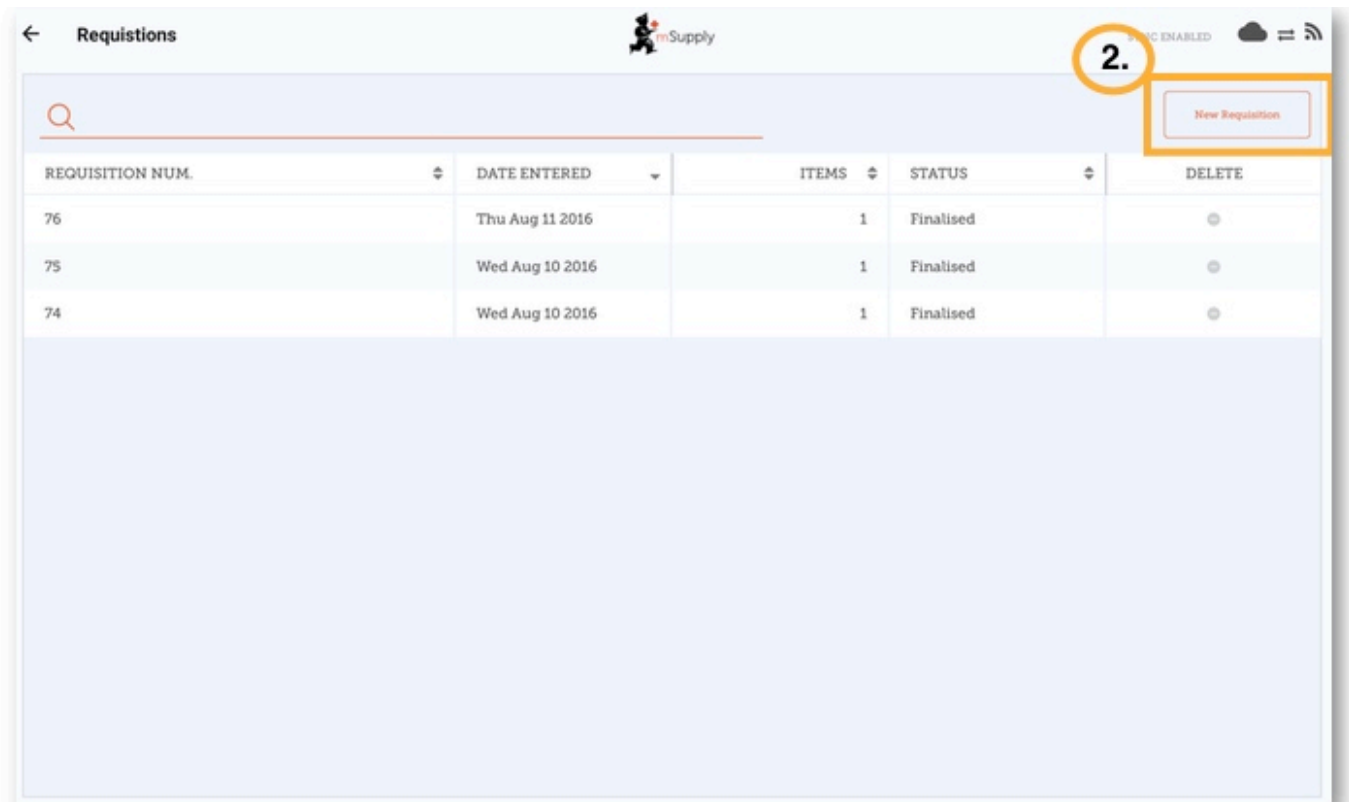 Requistions
mSupply
SYNC ENABLED
2.
New Requisition
REQUISITION NUM. DATE ENTERED ITEMS STATUS DELETE
76 Thu Aug 11 2016 1 Finalised
75 Wed Aug 10 2016 1 Finalised
74 Wed Aug 10 2016 1 Finalised